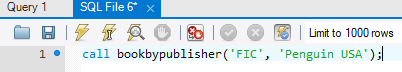 Query 1
SQL File 6*
Limit to 1000 rows
1
call bookbypublisher('FIC', 'Penguin USA');